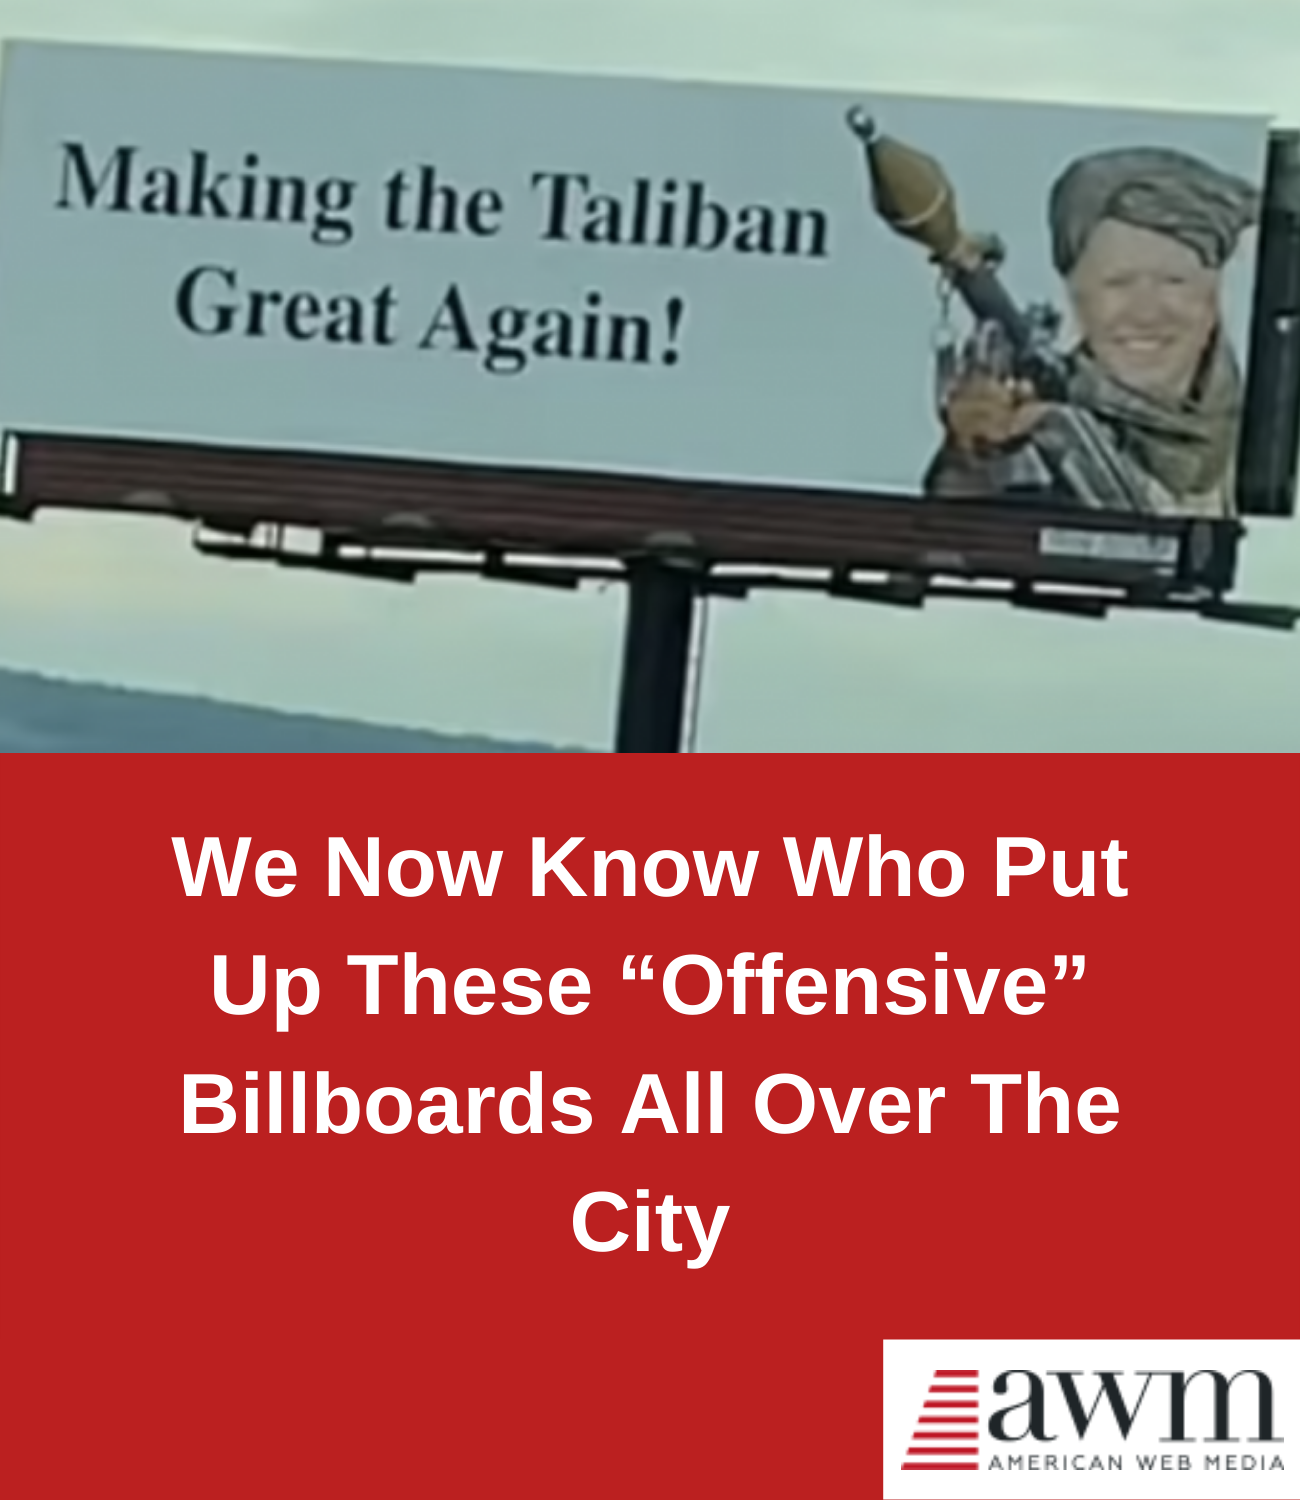 Making the Taliban
Great Again!
We Now Know Who Put
Up These “Offensive”
Billboards All Over The
City
awm
AMERICAN WEB MEDIA